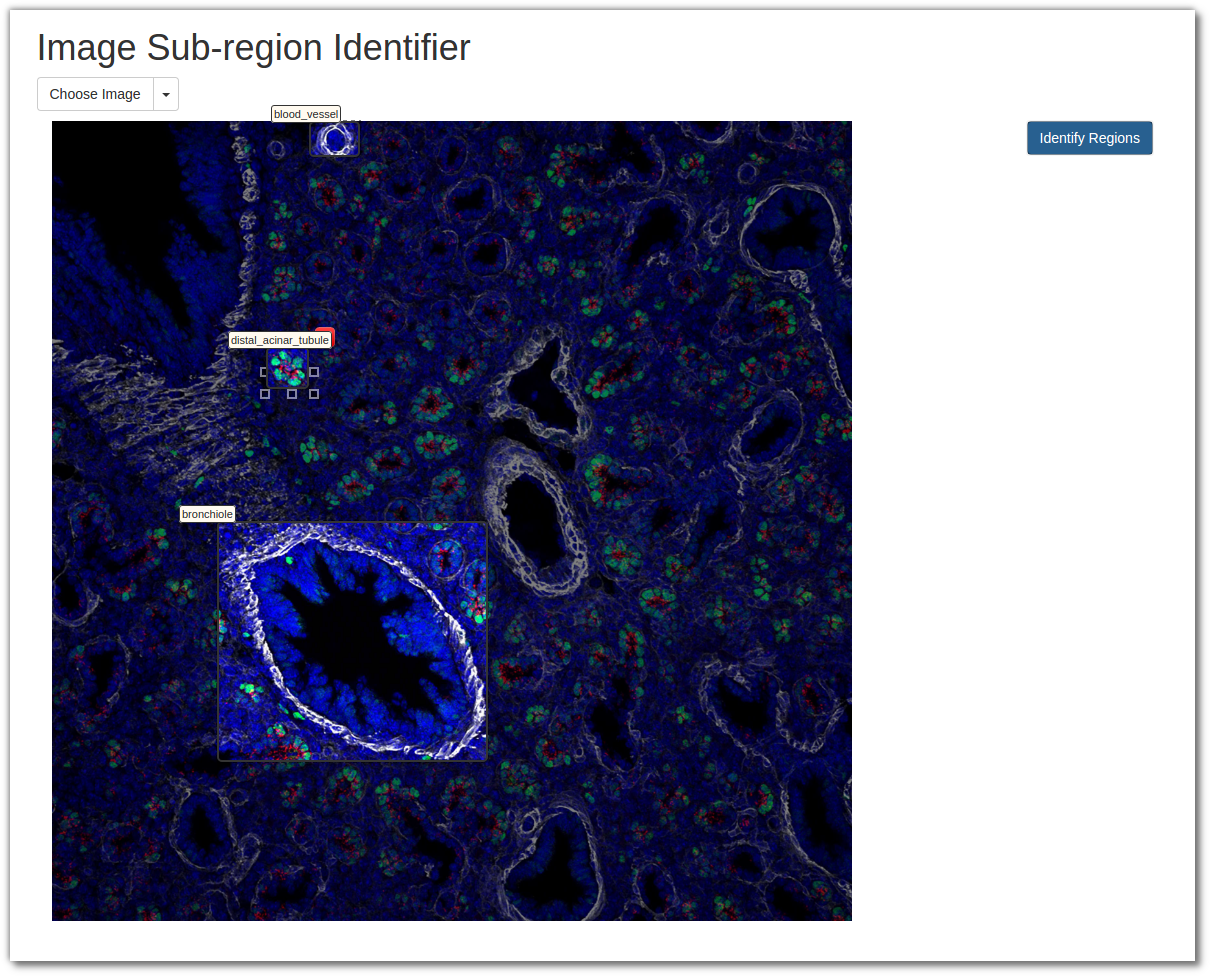 Image Sub-region Identifier
Choose Image
blood_vessel
Identify Regions
distal_acinar_tubule
bronchiole